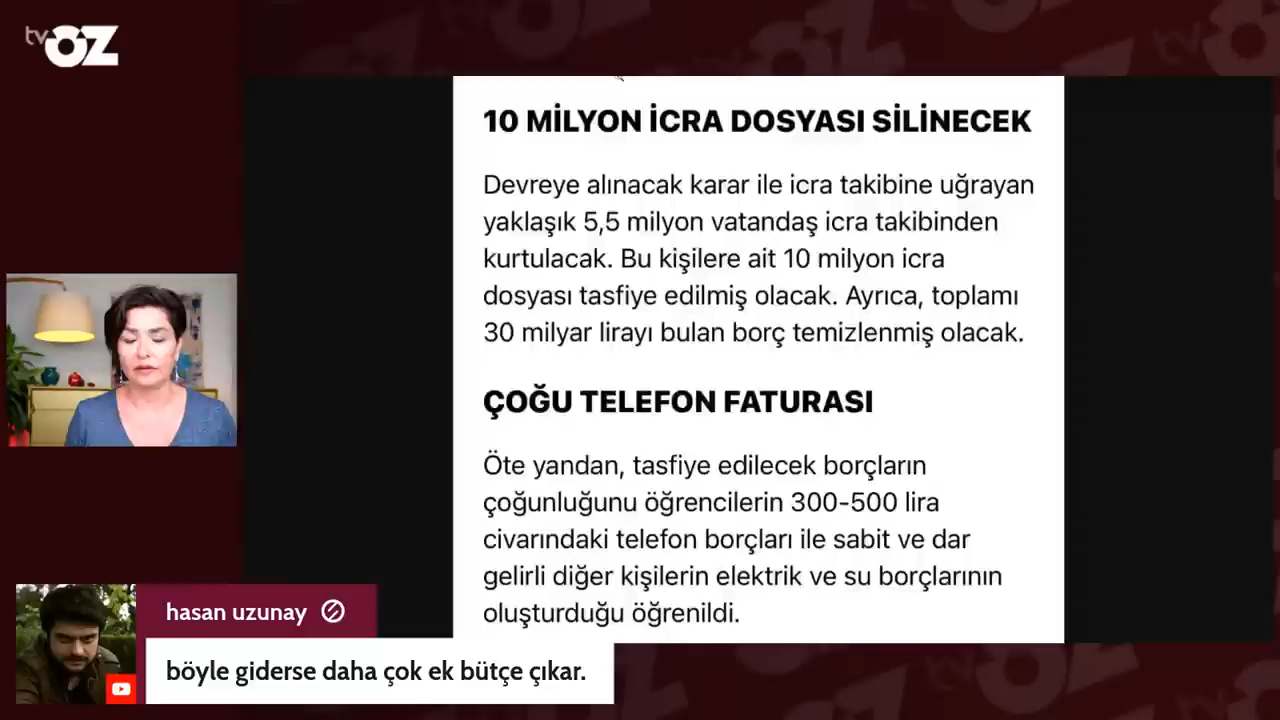 tv ÖZ
10 MİLYON İCRA DOSYASI SİLİNECEK
Devreye alınacak karar ile icra takibine uğrayan
yaklaşık 5,5 milyon vatandaş icra takibinden
kurtulacak. Bu kişilere ait 10 milyon icra
dosyası tasfiye edilmiş olacak. Ayrıca, toplamı
30 milyar lirayı bulan borç temizlenmiş olacak.
ÇOĞU TELEFON FATURASI
Öte yandan, tasfiye edilecek borçların
çoğunluğunu öğrencilerin 300-500 lira
civarındaki telefon borçları ile sabit ve dar
gelirli diğer kişilerin elektrik ve su borçlarının
oluşturduğu öğrenildi.
hasan uzunay
böyle giderse daha çok ek bütçe çıkar.